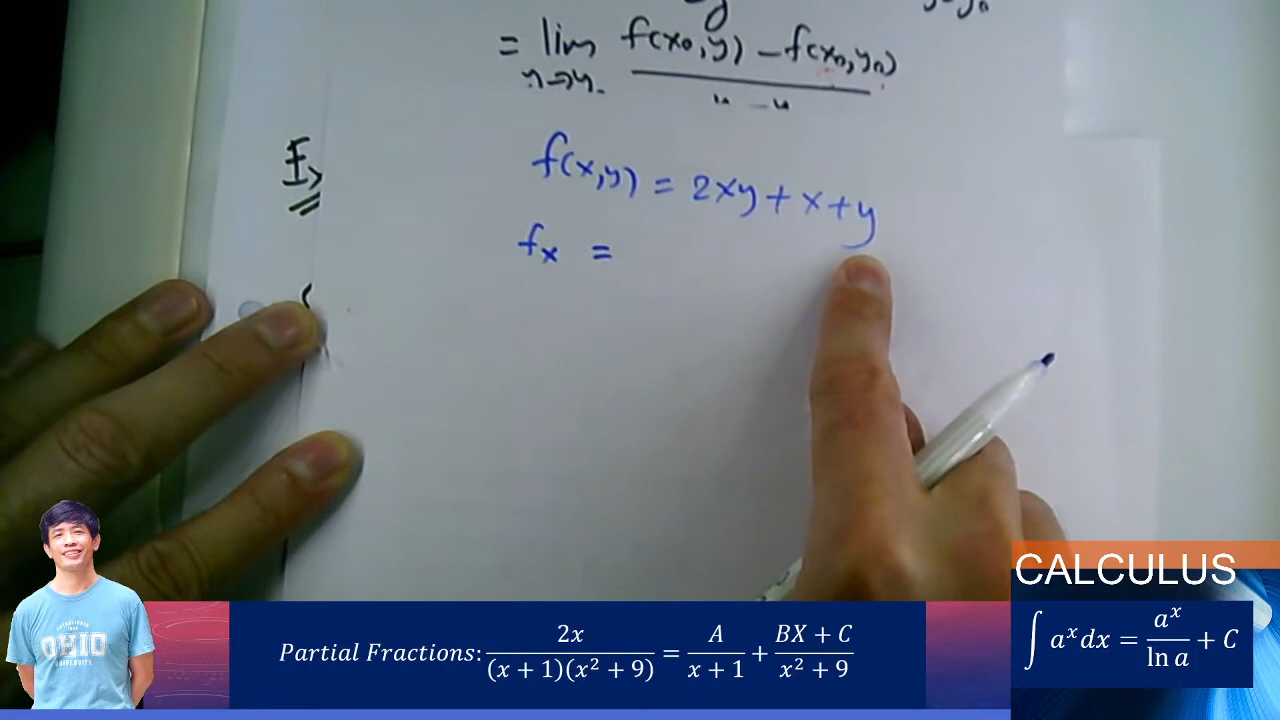 = lim f(x₀,y) - f(x₀,y₀)
f(x,y) = 2xy + x + y
fx =
OHIO
CALCULUS
Partial Fractions: 2x/((x + 1)(x² + 9)) = A/(x + 1) + (BX + C)/(x² + 9)
∫ aˣ dx = aˣ/ln a + C